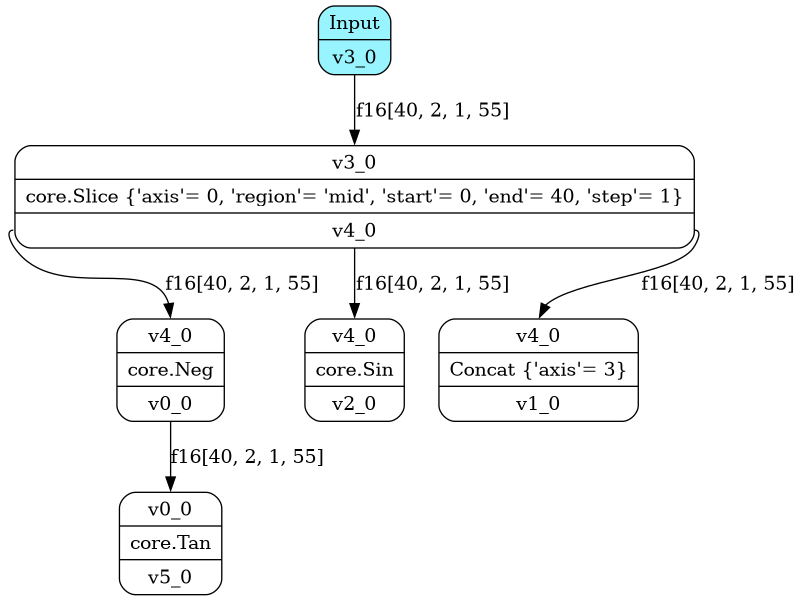 Input
v3_0
f16[40, 2, 1, 55]
v3_0
core.Slice {'axis'= 0, 'region'= 'mid', 'start'= 0, 'end'= 40, 'step'= 1}
v4_0
f16[40, 2, 1, 55]
f16[40, 2, 1, 55]
f16[40, 2, 1, 55]
v4_0
core.Neg
v0_0
v4_0
core.Sin
v2_0
v4_0
Concat {'axis'= 3}
v1_0
f16[40, 2, 1, 55]
v0_0
core.Tan
v5_0